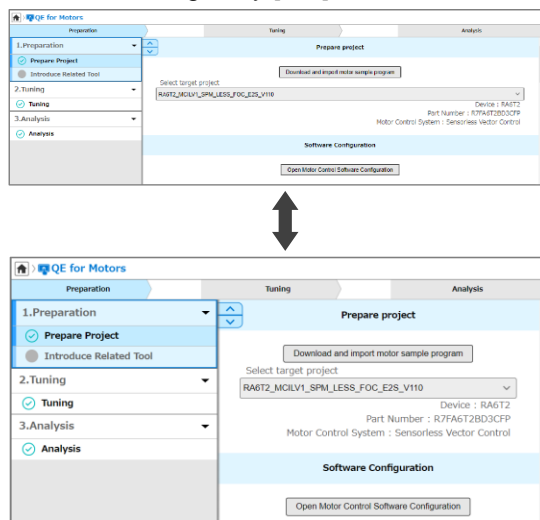 QE for Motors
Preparation
Tuning
Analysis
1.Preparation
Prepare Project
Introduce Related Tool
2.Tuning
Tuning
3.Analysis
Analysis
Prepare project
Download and import motor sample program
Select target project
RA6T2_MCILV1_SPM_LESS_FOC_E2S_V110
Device : RA6T2
Part Number : R7FA6T2BD3CFP
Motor Control System : Sensorless Vector Control
Software Configuration
Open Motor Control Software Configuration
QE for Motors
Preparation
Tuning
Analysis
1.Preparation
Prepare Project
Introduce Related Tool
2.Tuning
Tuning
3.Analysis
Analysis
Prepare project
Download and import motor sample program
Select target project
RA6T2_MCILV1_SPM_LESS_FOC_E2S_V110
Device : RA6T2
Part Number : R7FA6T2BD3CFP
Motor Control System : Sensorless Vector Control
Software Configuration
Open Motor Control Software Configuration